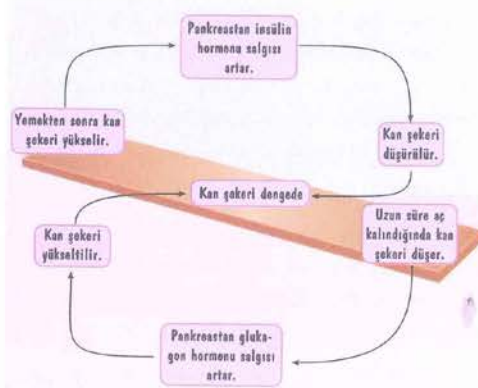 Pankreastan insülin
hormonu salgısı
artar.
Yemekten sonra kan
şekeri yükselir.
Kan şekeri
düşürülür.
Kan şekeri dengede
Uzun süre aç
kalındığında kan
şekeri düşer.
Kan şekeri
yükseltilir.
Pankreastan gluka-
gon hormonu salgısı
artar.